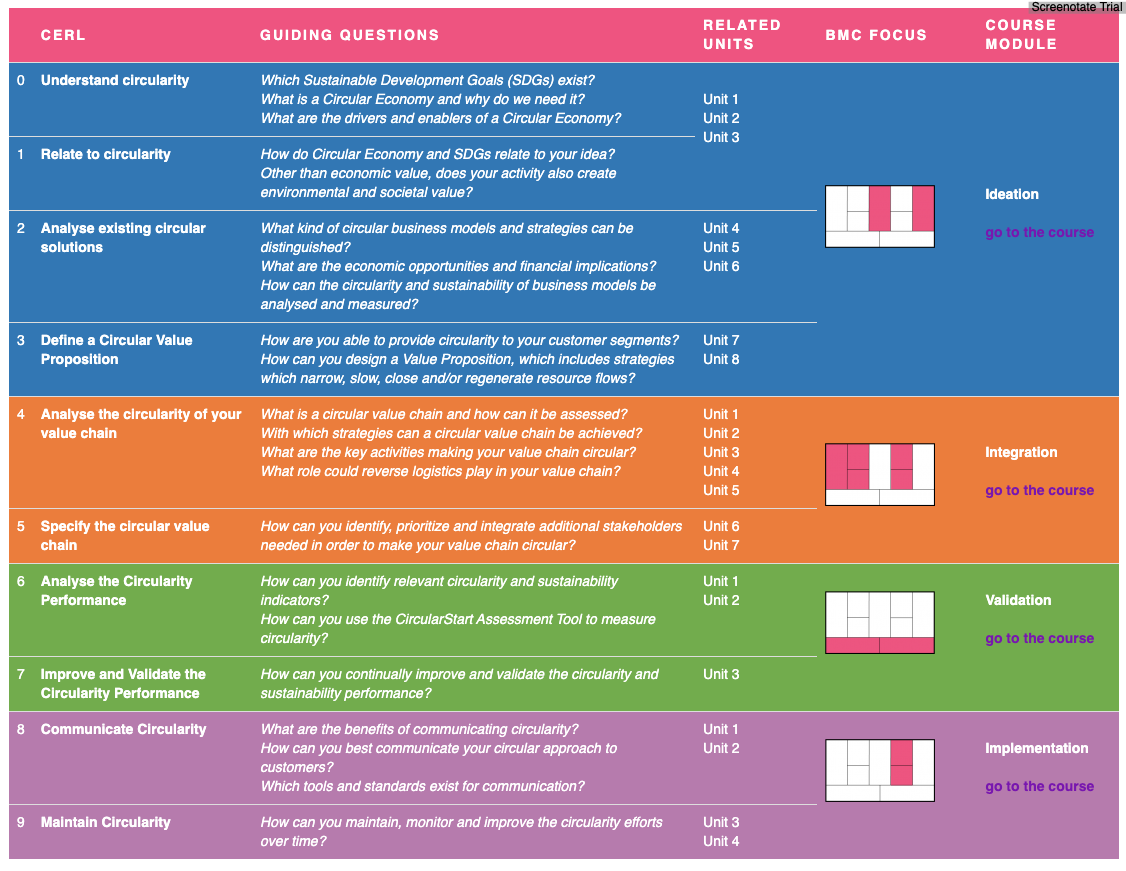 Screenotate Trial
CERL
GUIDING QUESTIONS
RELATED
UNITS
BMC FOCUS
COURSE
MODULE
0 Understand circularity
Which Sustainable Development Goals (SDGs) exist?
What is a Circular Economy and why do we need it?
What are the drivers and enablers of a Circular Economy?
Unit 1
Unit 2
Unit 3
1 Relate to circularity
How do Circular Economy and SDGs relate to your idea?
Other than economic value, does your activity also create
environmental and societal value?
2 Analyse existing circular
solutions
What kind of circular business models and strategies can be
distinguished?
What are the economic opportunities and financial implications?
How can the circularity and sustainability of business models be
analysed and measured?
Unit 4
Unit 5
Unit 6
3 Define a Circular Value
Proposition
How are you able to provide circularity to your customer segments?
How can you design a Value Proposition, which includes strategies
which narrow, slow, close and/or regenerate resource flows?
Unit 7
Unit 8
Ideation
go to the course
4 Analyse the circularity of your
value chain
What is a circular value chain and how can it be assessed?
With which strategies can a circular value chain be achieved?
What are the key activities making your value chain circular?
What role could reverse logistics play in your value chain?
Unit 1
Unit 2
Unit 3
Unit 4
Unit 5
5 Specify the circular value
chain
How can you identify, prioritize and integrate additional stakeholders
needed in order to make your value chain circular?
Unit 6
Unit 7
Integration
go to the course
6 Analyse the Circularity
Performance
How can you identify relevant circularity and sustainability
indicators?
How can you use the CircularStart Assessment Tool to measure
circularity?
Unit 1
Unit 2
7 Improve and Validate the
Circularity Performance
How can you continually improve and validate the circularity and
sustainability performance?
Unit 3
Validation
go to the course
8 Communicate Circularity
What are the benefits of communicating circularity?
How can you best communicate your circular approach to
customers?
Which tools and standards exist for communication?
Unit 1
Unit 2
9 Maintain Circularity
How can you maintain, monitor and improve the circularity efforts
over time?
Unit 3
Unit 4
Implementation
go to the course